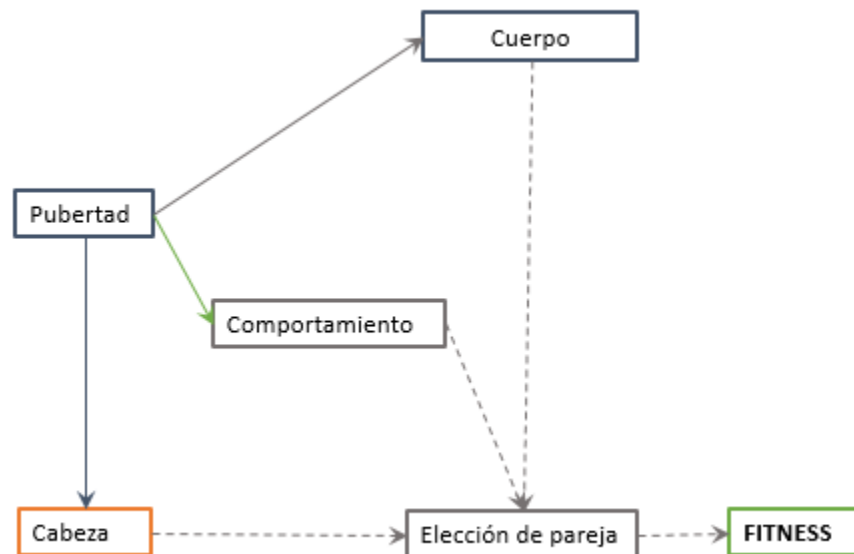 Cuerpo
Pubertad
Comportamiento
Cabeza
Elección de pareja
FITNESS